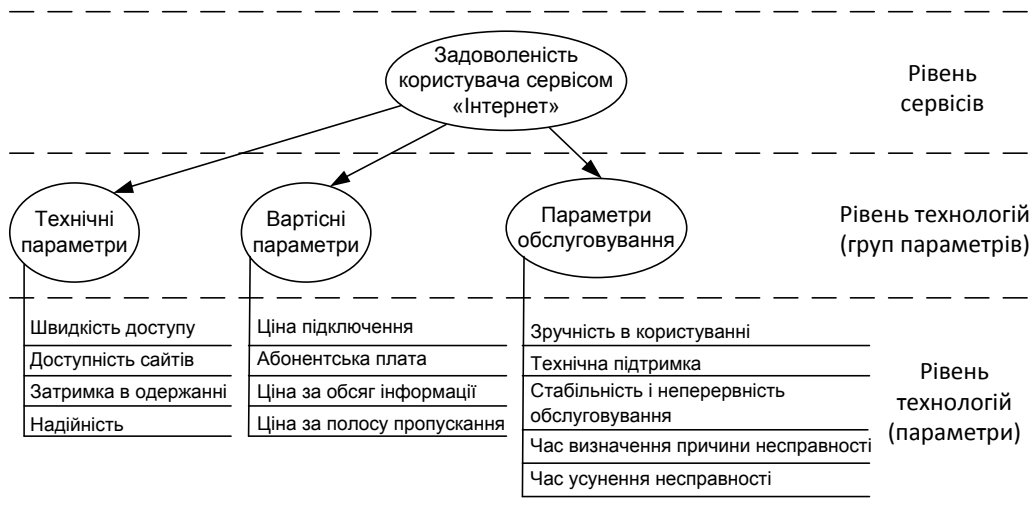 Задоволеність
користувача сервісом
«Інтернет»
Рівень
сервісів
Технічні
параметри
Вартісні
параметри
Параметри
обслуговування
Рівень технологій
(груп параметрів)
Швидкість доступу
Доступність сайтів
Затримка в одержанні
Надійність
Ціна підключення
Абонентська плата
Ціна за обсяг інформації
Ціна за полосу пропускання
Зручність в користуванні
Технічна підтримка
Стабільність і неперервність
обслуговування
Час визначення причини несправності
Час усунення несправності
Рівень
технологій
(параметри)